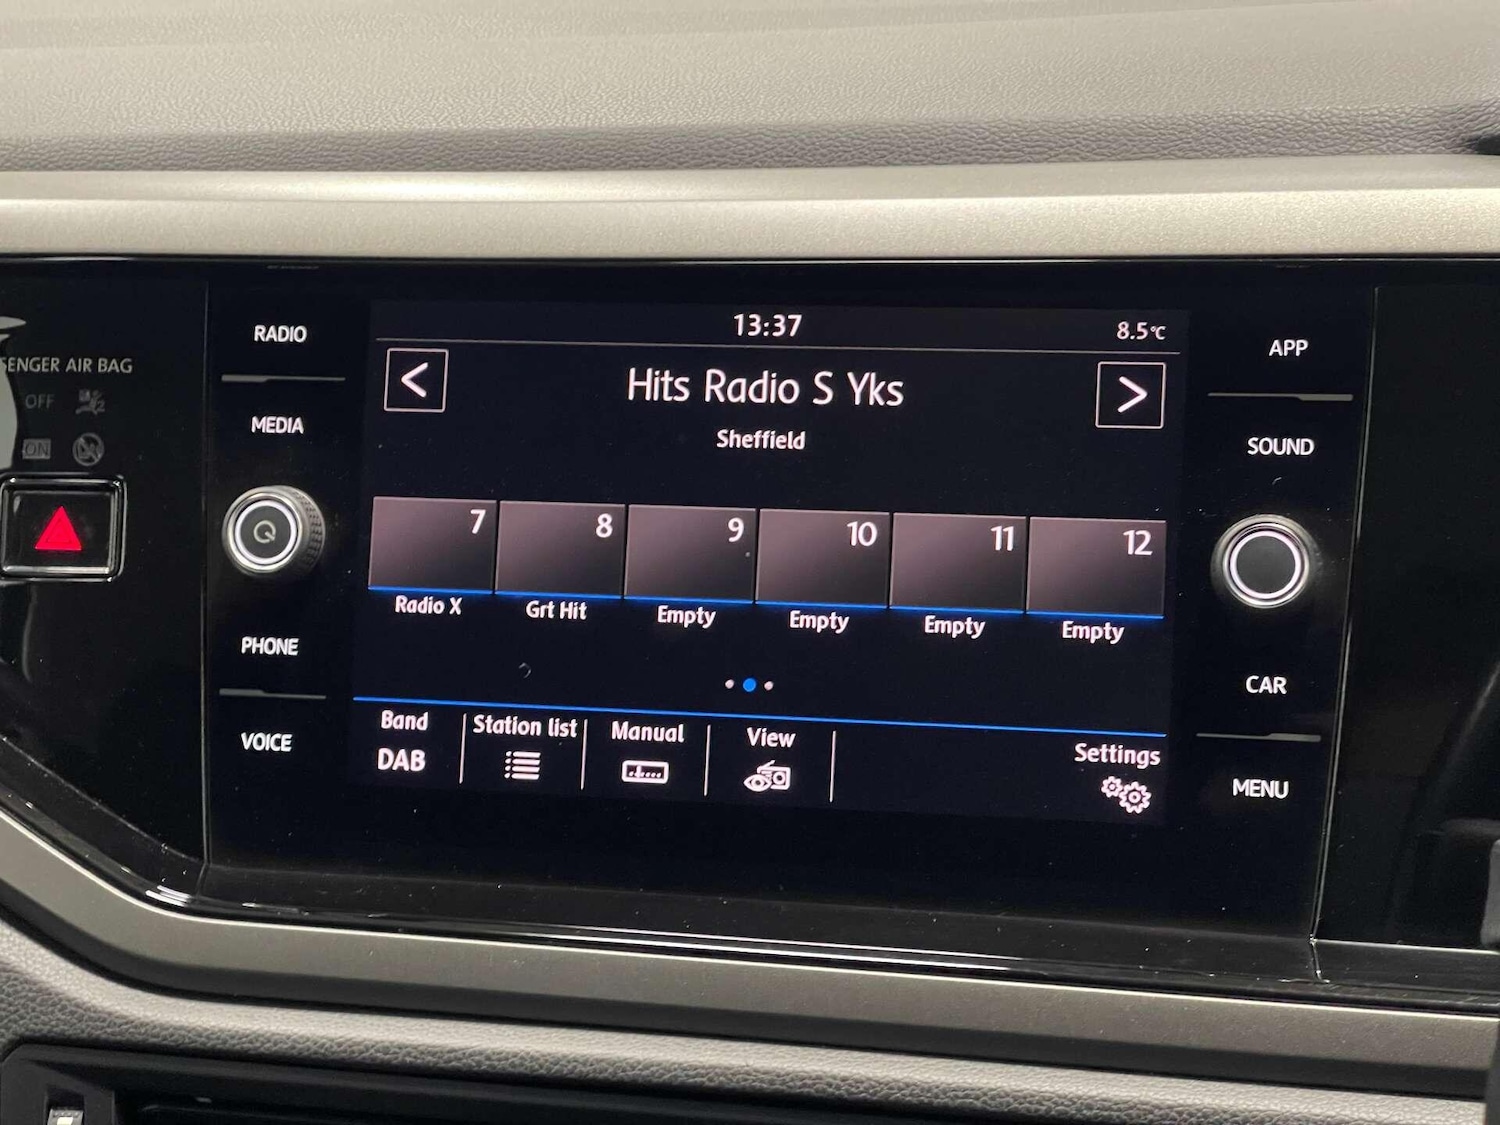 13:37
8.5°C
RADIO
Hits Radio S Yks
APP
ENGER AIR BAG
OFF
MEDIA
Sheffield
SOUND
ON
7 8 9 10 11 12
Radio X Grt Hit Empty Empty Empty Empty
PHONE
CAR
VOICE
Band Station list Manual View Settings
DAB
MENU